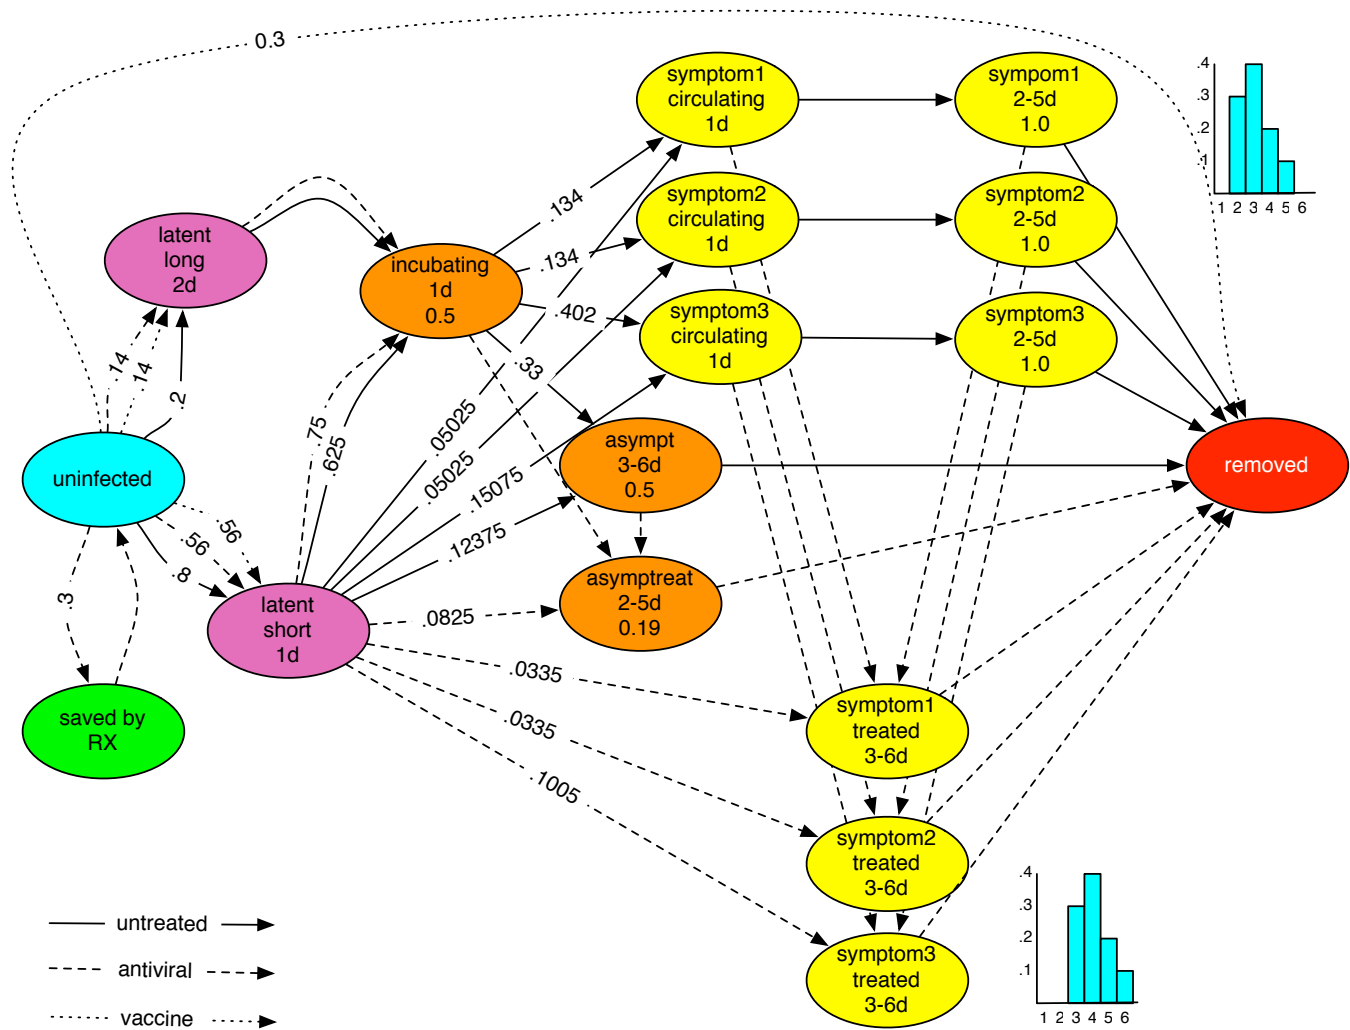 0.3
symptom1
circulating
1d
sympom1
2-5d
1.0
.4
.3
.2
.1
1 2 3 4 5 6
latent
long
2d
incubating
1d
0.5
.134
.134
.402
.33
symptom2
circulating
1d
symptom2
2-5d
1.0
symptom3
circulating
1d
symptom3
2-5d
1.0
.14
.14
.2
.75
.625
.05025
.05025
.15075
.12375
uninfected
asympt
3-6d
0.5
removed
.56
.56
.8
.3
latent
short
1d
.0825
asymptreat
2-5d
0.19
.0335
.0335
.1005
saved by
RX
symptom1
treated
3-6d
symptom2
treated
3-6d
symptom3
treated
3-6d
.4
.3
.2
.1
1 2 3 4 5 6
untreated
antiviral
vaccine